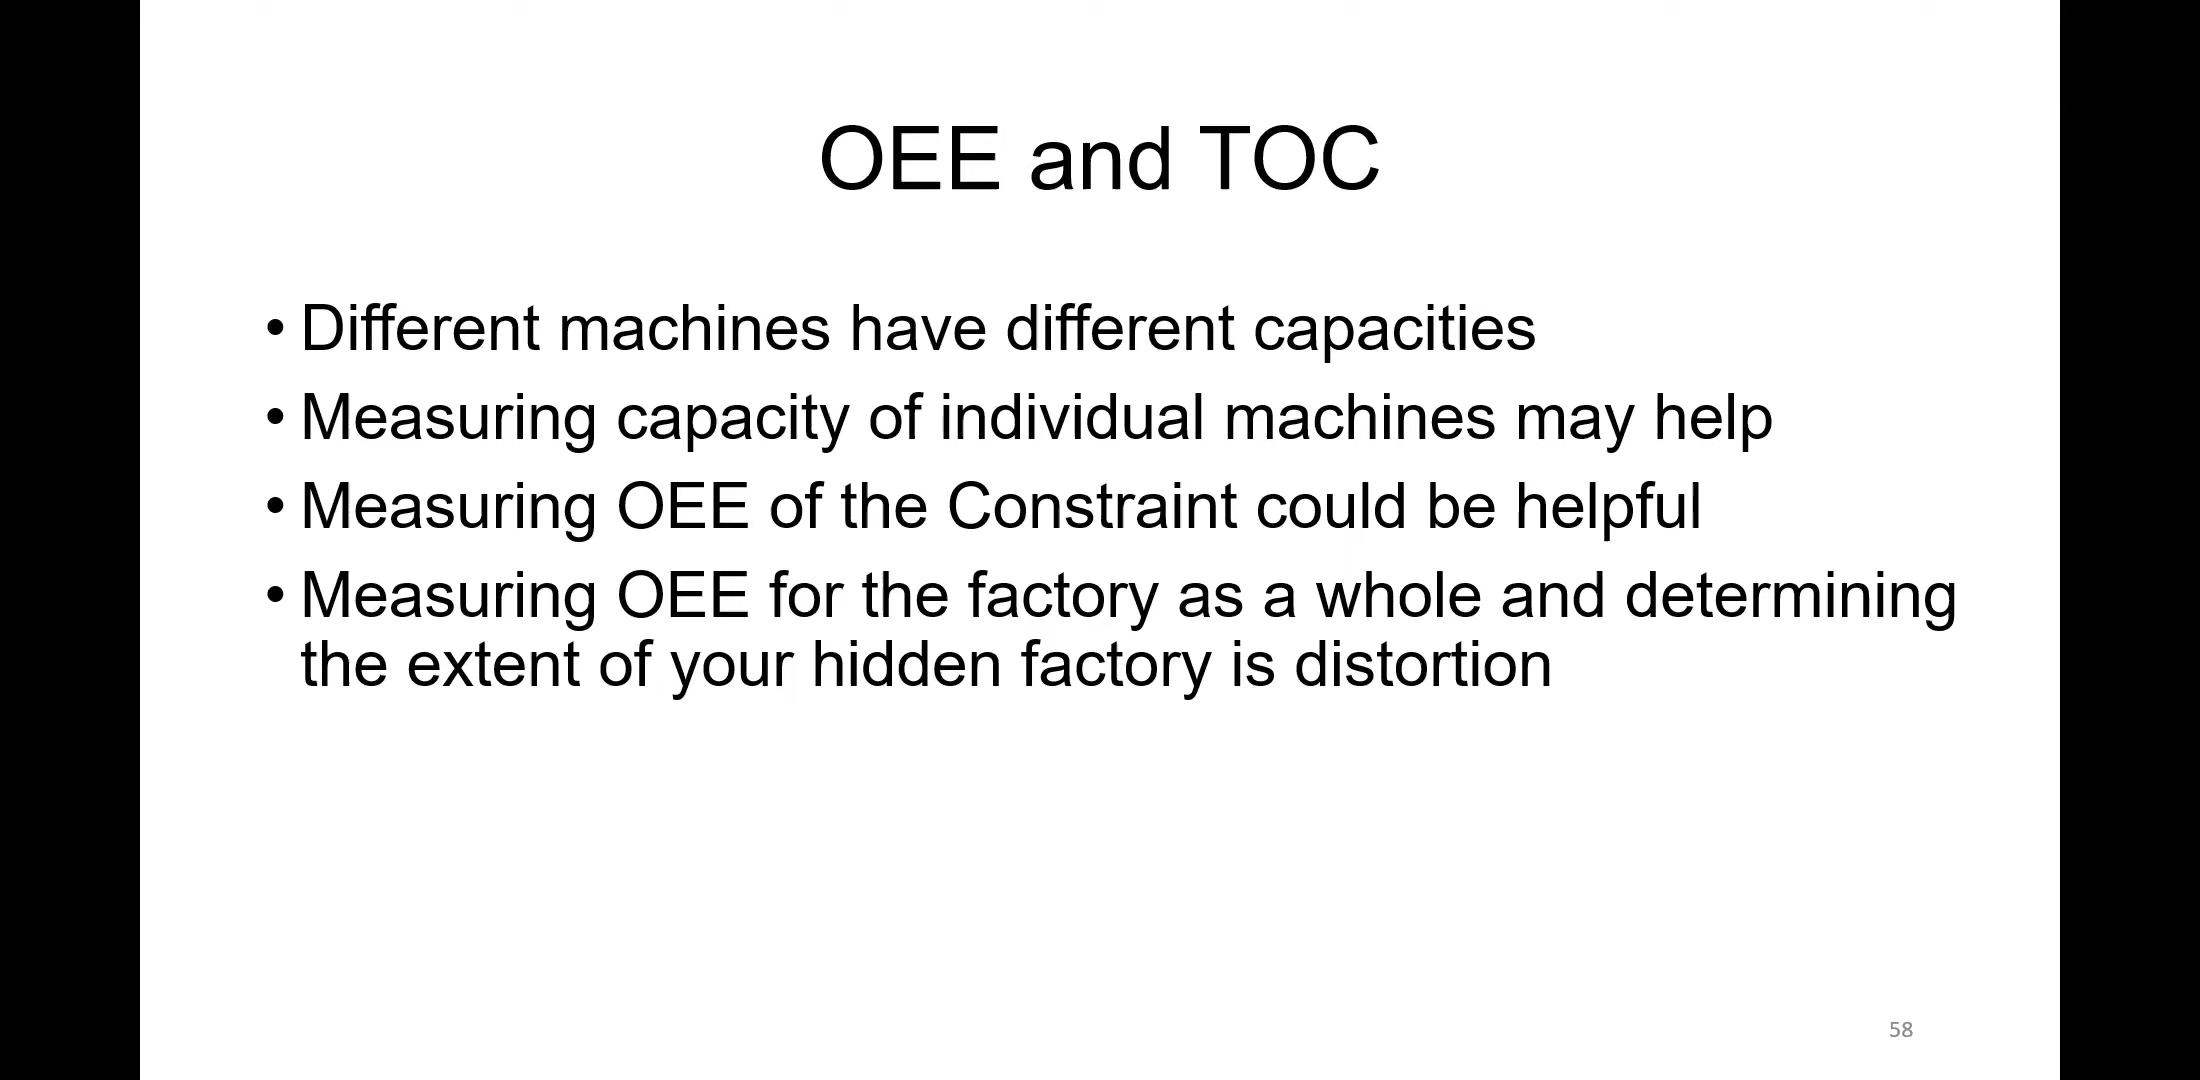 OEE and TOC
• Different machines have different capacities
• Measuring capacity of individual machines may help
• Measuring OEE of the Constraint could be helpful
• Measuring OEE for the factory as a whole and determining
the extent of your hidden factory is distortion
58